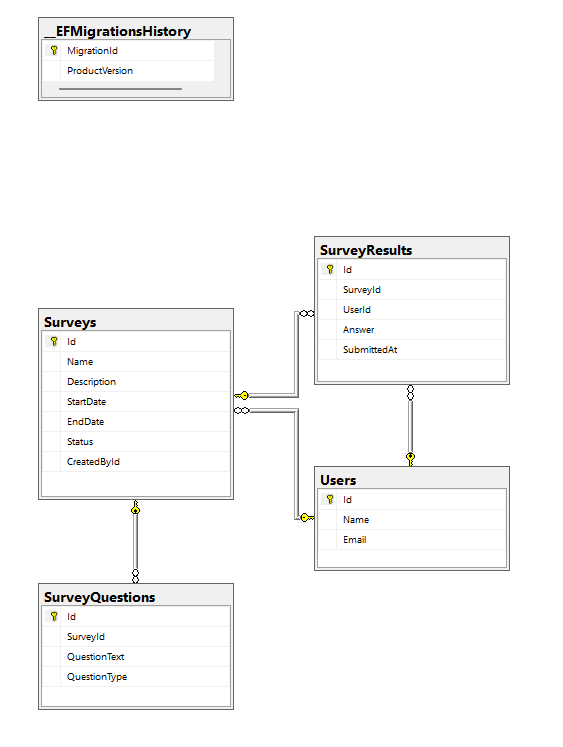 __EFMigrationsHistory
MigrationId
ProductVersion
SurveyResults
Id
SurveyId
UserId
Answer
SubmittedAt
Surveys
Id
Name
Description
StartDate
EndDate
Status
CreatedById
Users
Id
Name
Email
SurveyQuestions
Id
SurveyId
QuestionText
QuestionType